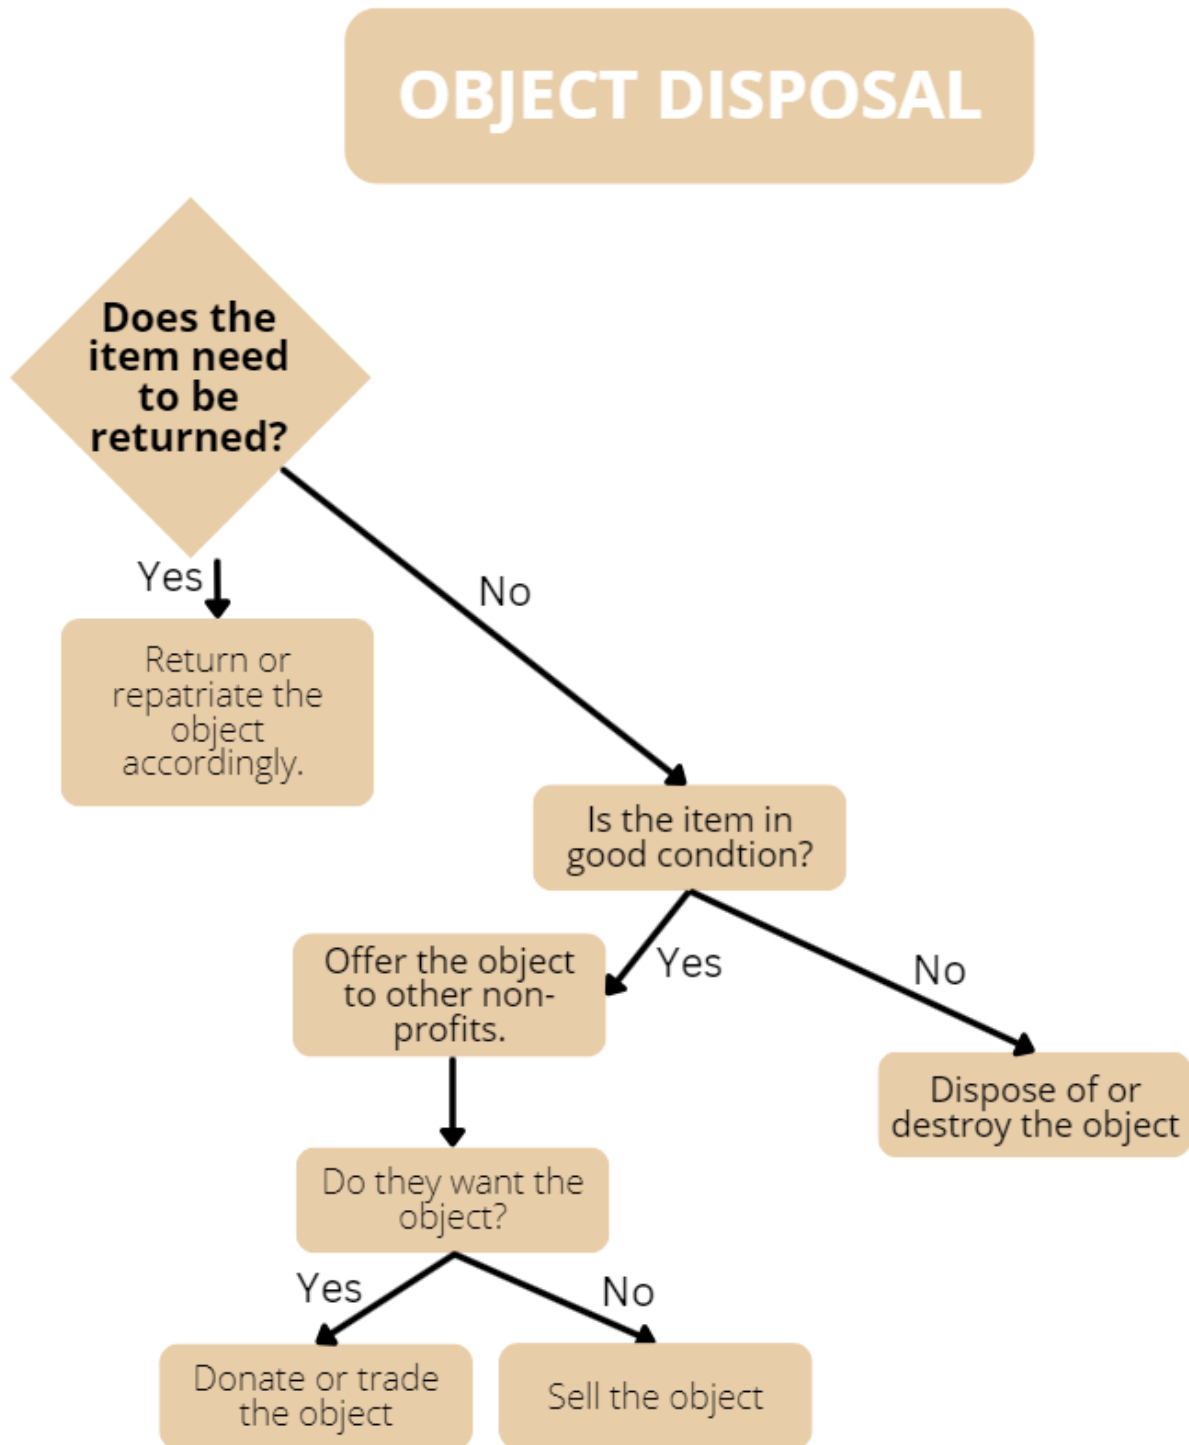 OBJECT DISPOSAL
Does the
item need
to be
returned?
Yes
No
Return or
repatriate the
object
accordingly.
Is the item in
good condtion?
Yes
No
Offer the object
to other non-
profits.
Dispose of or
destroy the object
Do they want the
object?
Yes
No
Donate or trade
the object
Sell the object